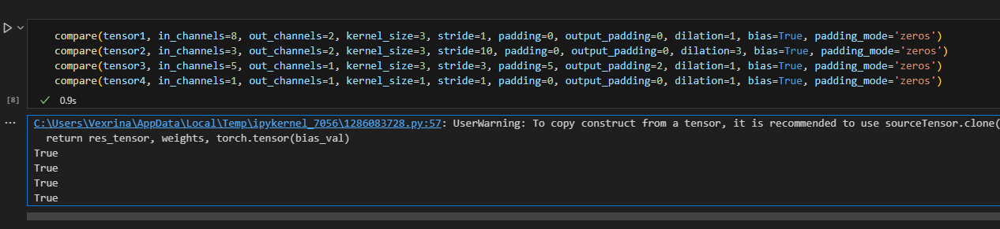 compare(tensor1, in_channels=8, out_channels=2, kernel_size=3, stride=1, padding=0, output_padding=0, dilation=1, bias=True, padding_mode='zeros')
compare(tensor2, in_channels=3, out_channels=2, kernel_size=3, stride=10, padding=0, output_padding=0, dilation=3, bias=True, padding_mode='zeros')
compare(tensor3, in_channels=5, out_channels=1, kernel_size=3, stride=3, padding=5, output_padding=2, dilation=1, bias=True, padding_mode='zeros')
compare(tensor4, in_channels=1, out_channels=1, kernel_size=1, stride=1, padding=0, output_padding=0, dilation=1, bias=True, padding_mode='zeros')
[8] ✓ 0.9s
... C:\Users\Vexrina\AppData\Local\Temp\ipykernel_7056\1286083728.py:57: UserWarning: To copy construct from a tensor, it is recommended to use sourceTensor.clone(
return res_tensor, weights, torch.tensor(bias_val)
True
True
True
True